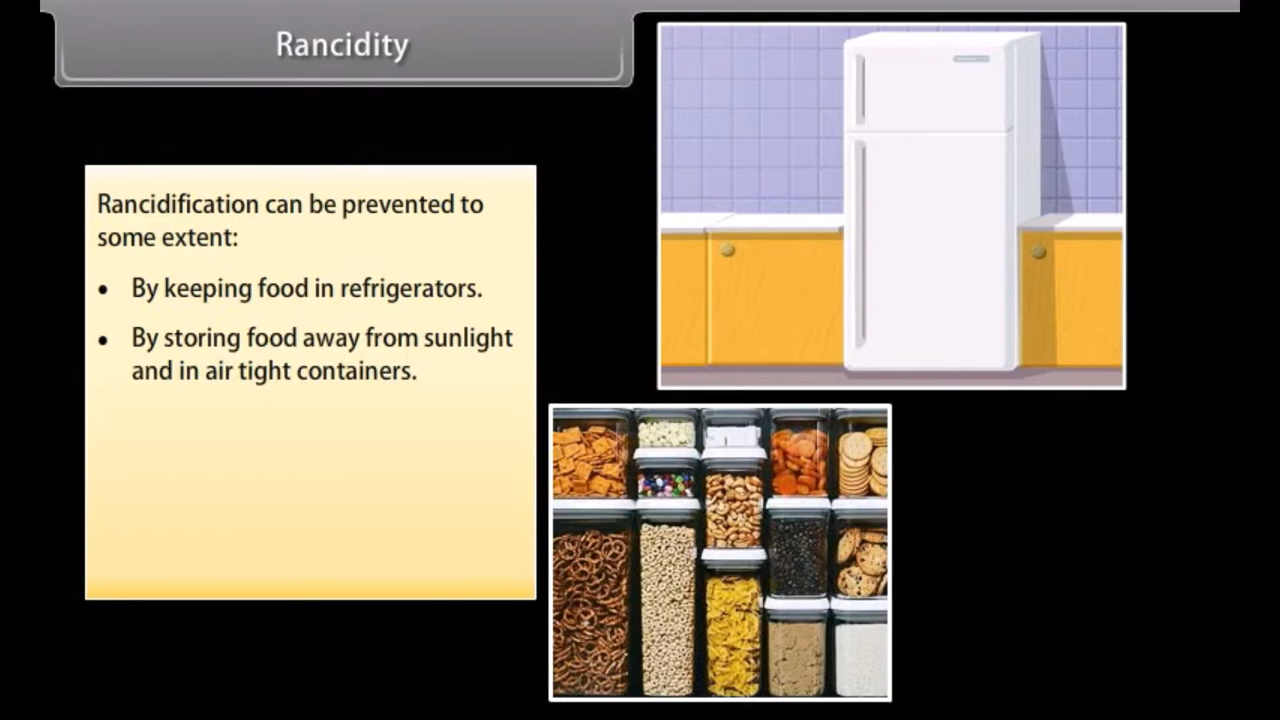 Rancidity
Rancidification can be prevented to
some extent:
• By keeping food in refrigerators.
• By storing food away from sunlight
and in air tight containers.